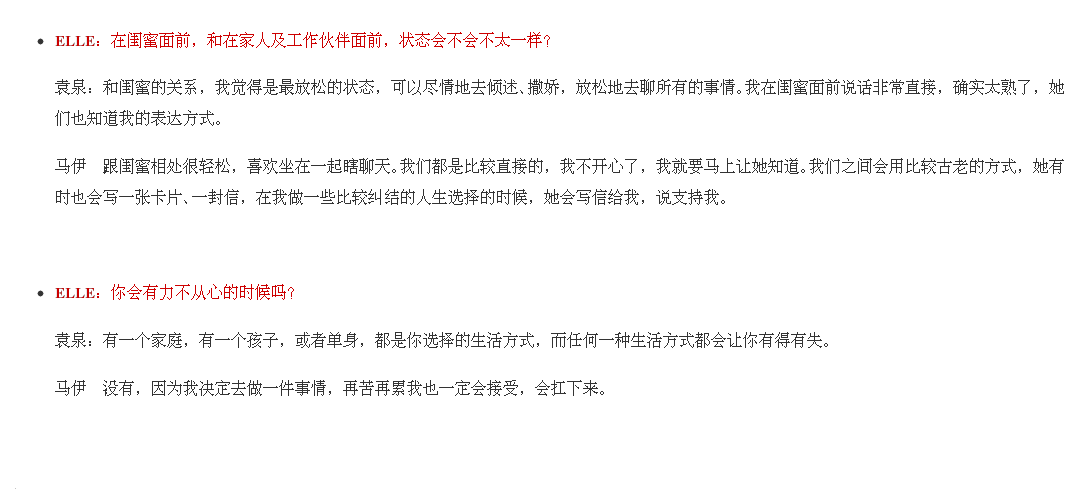 ELLE：在闺蜜面前，和在家人及工作伙伴面前，状态会不会不太一样？
袁泉：和闺蜜的关系，我觉得是最放松的状态，可以尽情地去倾述、撒娇，放松地去聊所有的事情。我在闺蜜面前说话非常直接，确实太熟了，她
们也知道我的表达方式。
马伊　跟闺蜜相处很轻松，喜欢坐在一起瞎聊天。我们都是比较直接的，我不开心了，我就要马上让她知道。我们之间会用比较古老的方式，她有
时也会写一张卡片、一封信，在我做一些比较纠结的人生选择的时候，她会写信给我，说支持我。
ELLE：你会有力不从心的时候吗？
袁泉：有一个家庭，有一个孩子，或者单身，都是你选择的生活方式，而任何一种生活方式都会让你有得有失。
马伊　没有，因为我决定去做一件事情，再苦再累我也一定会接受，会扛下来。